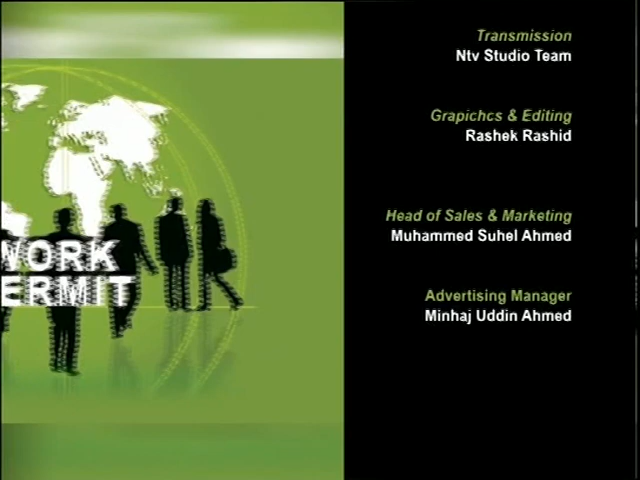 WORK
ERMIT
Transmission
Ntv Studio Team
Grapichcs & Editing
Rashek Rashid
Head of Sales & Marketing
Muhammed Suhel Ahmed
Advertising Manager
Minhaj Uddin Ahmed